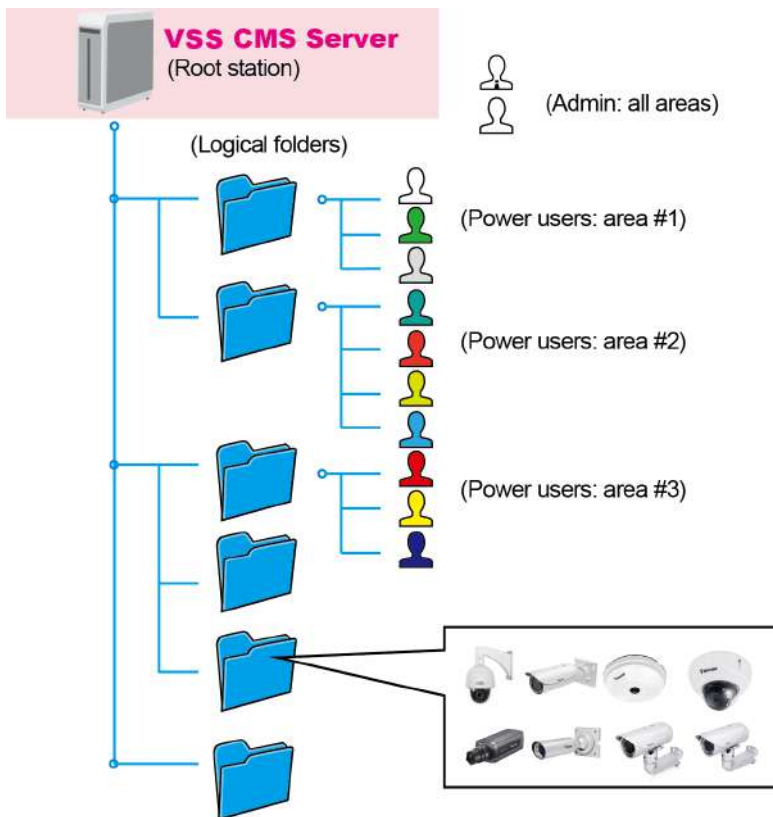 VSS CMS Server
(Root station)
(Admin: all areas)
(Logical folders)
(Power users: area #1)
(Power users: area #2)
(Power users: area #3)